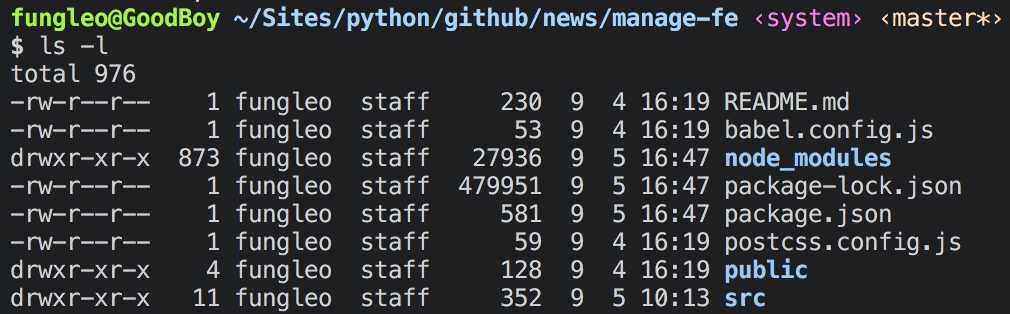 fungleo@GoodBoy ~/Sites/python/github/news/manage-fe ‹system› ‹master*›
$ ls -l
total 976
-rw-r--r--    1 fungleo  staff     230  9  4 16:19 README.md
-rw-r--r--    1 fungleo  staff      53  9  4 16:19 babel.config.js
drwxr-xr-x  873 fungleo  staff   27936  9  5 16:47 node_modules
-rw-r--r--    1 fungleo  staff  479951  9  5 16:47 package-lock.json
-rw-r--r--    1 fungleo  staff     581  9  5 16:47 package.json
-rw-r--r--    1 fungleo  staff      59  9  4 16:19 postcss.config.js
drwxr-xr-x    4 fungleo  staff     128  9  4 16:19 public
drwxr-xr-x   11 fungleo  staff     352  9  5 10:13 src